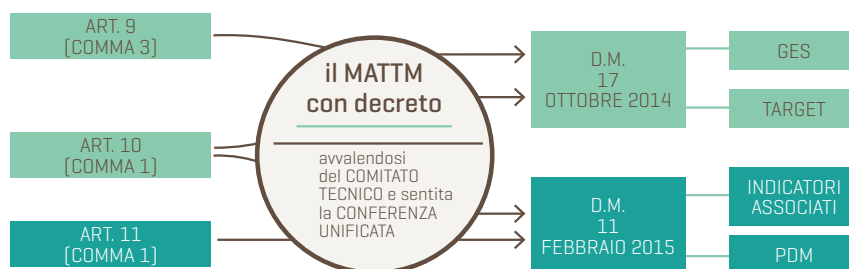 ART. 9
(COMMA 3)
ART. 10
(COMMA 1)
ART. 11
(COMMA 1)
il MATTM
con decreto
avvalendosi
del COMITATO
TECNICO e sentita
la CONFERENZA
UNIFICATA
D.M.
17
OTTOBRE 2014
GES
TARGET
D.M.
11
FEBBRAIO 2015
INDICATORI
ASSOCIATI
PDM